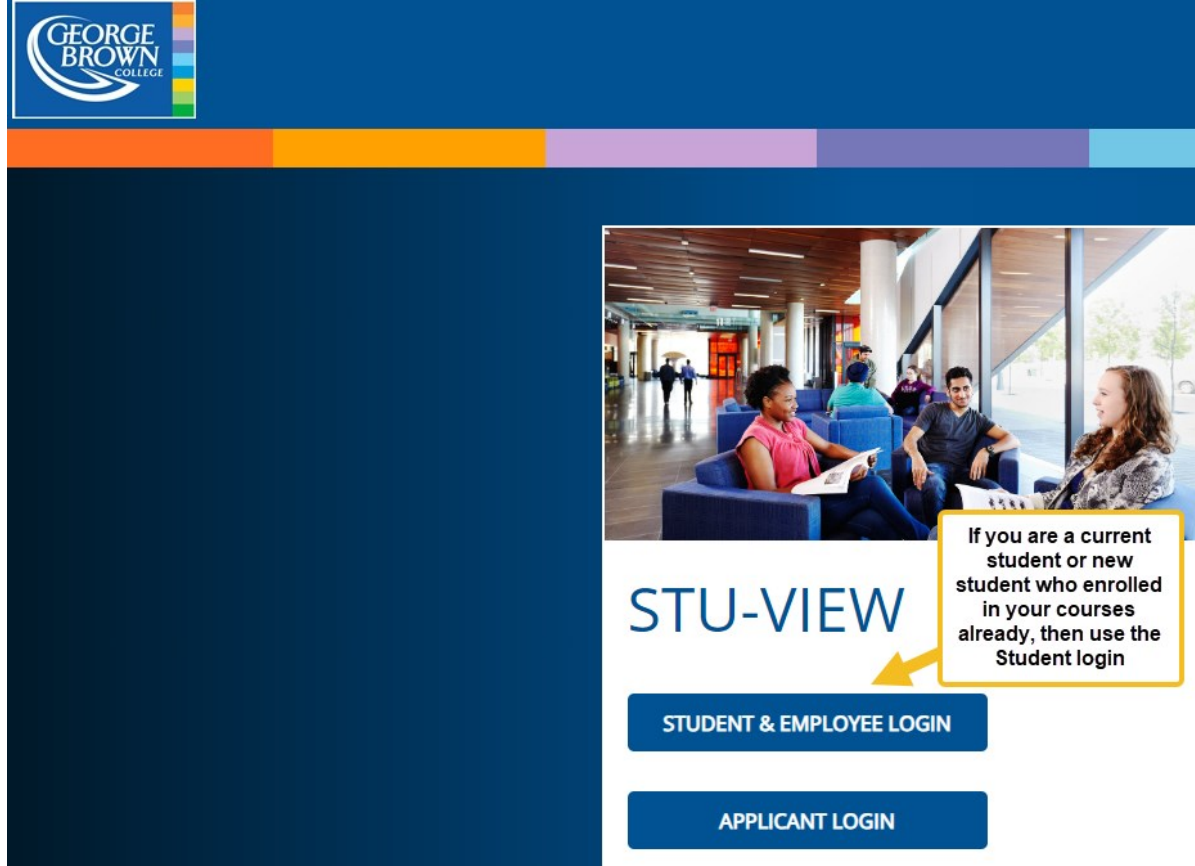 GEORGE
BROWN
COLLEGE
If you are a current
student or new
student who enrolled
in your courses
already, then use the
Student login
STU-VIEW
STUDENT & EMPLOYEE LOGIN
APPLICANT LOGIN